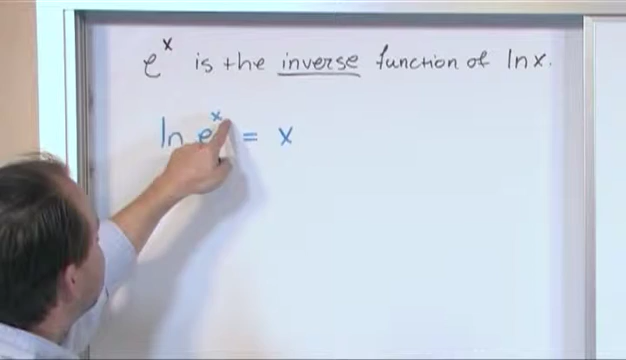 e^x is the inverse function of ln x.
ln e^x = x